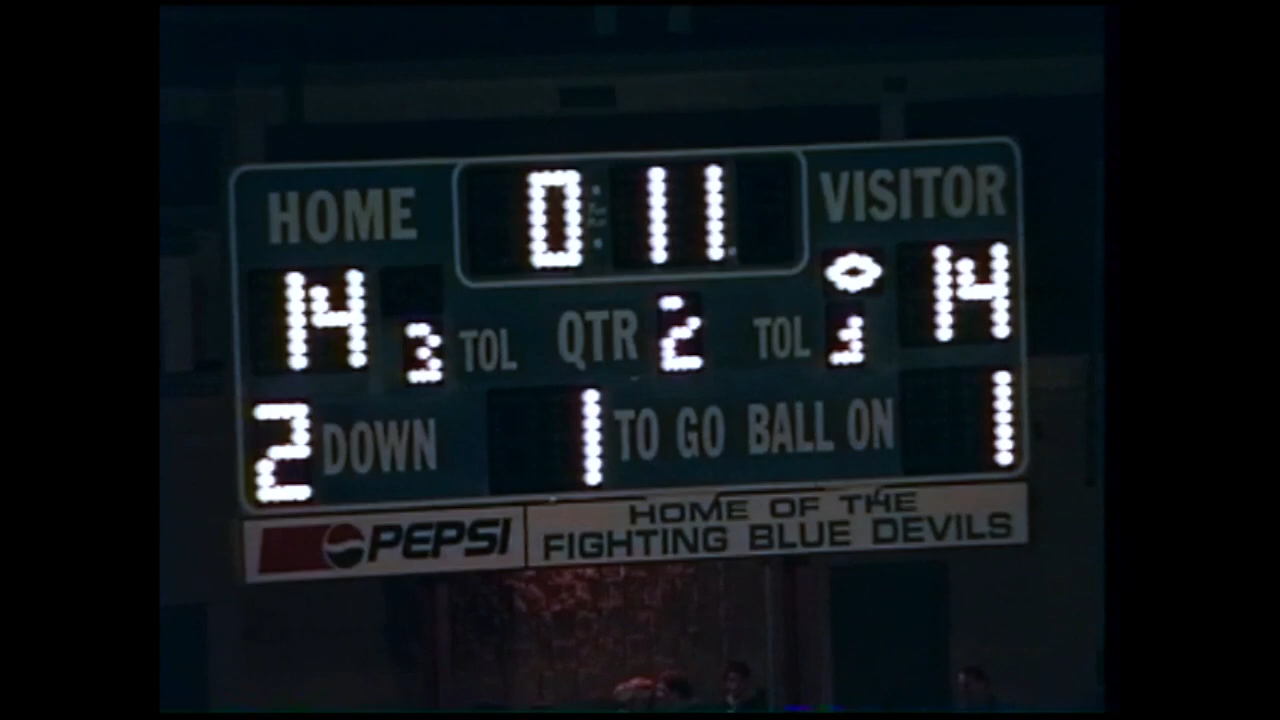 HOME 0:11 VISITOR
14 3 TOL QTR 2 TOL 1 14
2 DOWN 1 TO GO BALL ON 1
PEPSI HOME OF THE
FIGHTING BLUE DEVILS